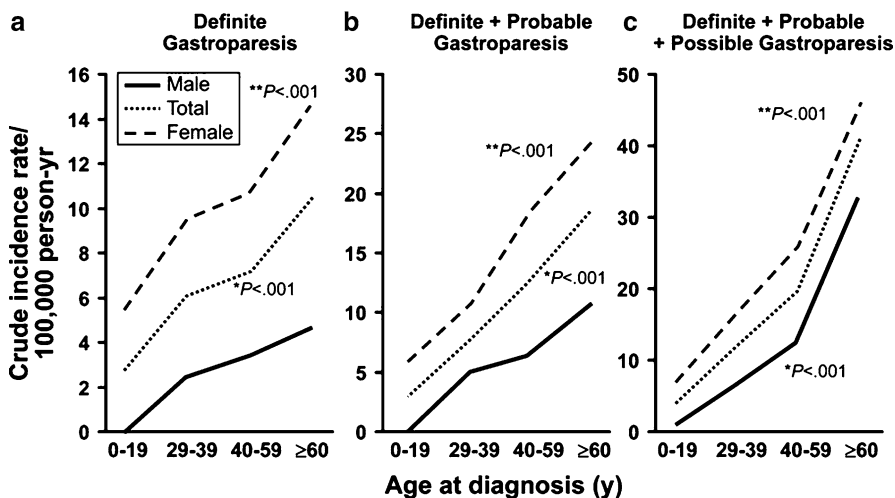 a
Definite
Gastroparesis
16
14
12
10
8
6
4
2
0
Male
Total
Female
**P<.001
*P<.001
0-19 29-39 40-59 ≥60
b
Definite + Probable
Gastroparesis
30
25
20
15
10
5
0
**P<.001
*P<.001
0-19 29-39 40-59 ≥60
c
Definite + Probable
+ Possible Gastroparesis
50
40
30
20
10
0
**P<.001
*P<.001
0-19 29-39 40-59 ≥60
Crude incidence rate/
100,000 person-yr
Age at diagnosis (y)